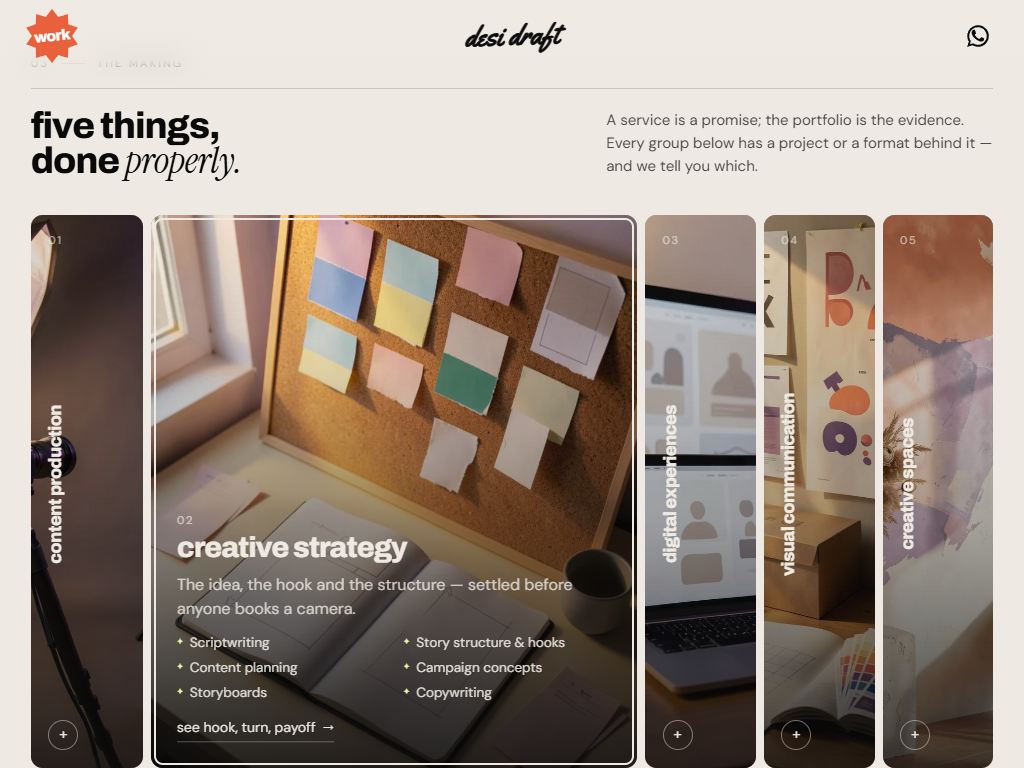 work
desi draft
03 — THE MAKING
five things,
done properly.
A service is a promise; the portfolio is the evidence.
Every group below has a project or a format behind it —
and we tell you which.
01
content production
+
02
creative strategy
The idea, the hook and the structure — settled before
anyone books a camera.
✦ Scriptwriting
✦ Content planning
✦ Storyboards
✦ Story structure & hooks
✦ Campaign concepts
✦ Copywriting
see hook, turn, payoff →
03
digital experiences
+
04
visual communication
+
05
creative spaces
+